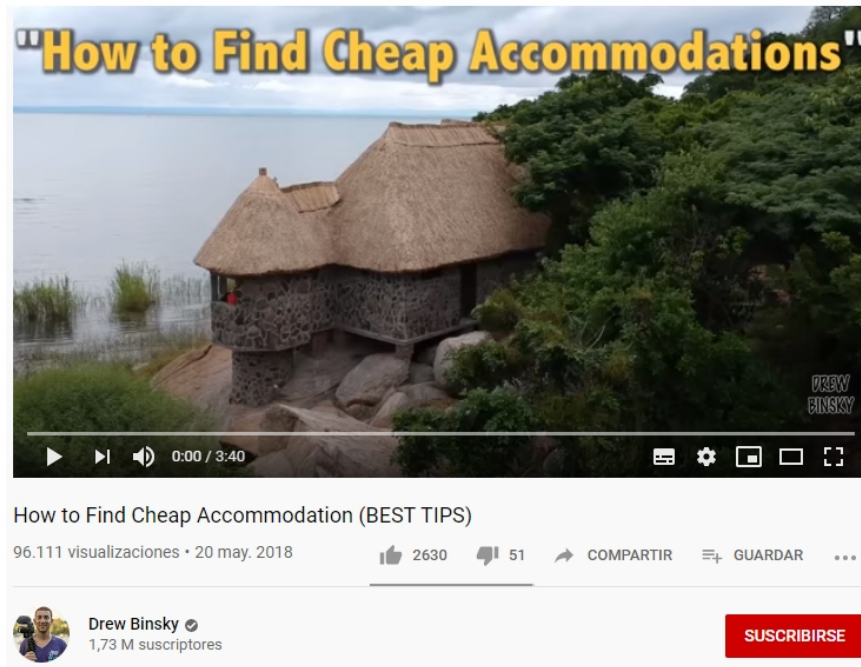 "How to Find Cheap Accommodations"
DREW
BINSKY
0:00 / 3:40
How to Find Cheap Accommodation (BEST TIPS)
96.111 visualizaciones • 20 may. 2018
2630
51
COMPARTIR
GUARDAR
Drew Binsky
1,73 M suscriptores
SUSCRIBIRSE